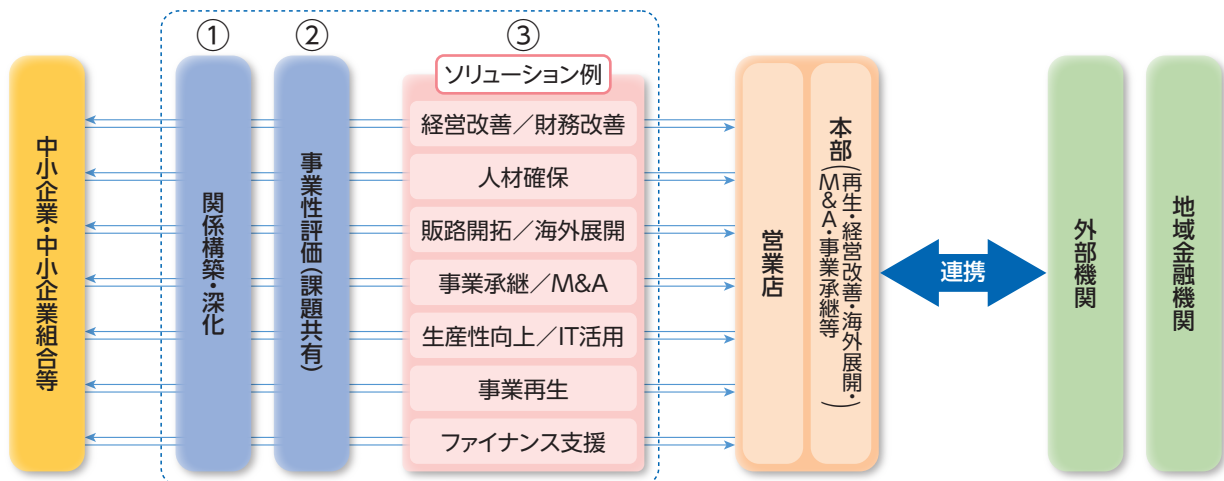 ①
②
③
中小企業・中小企業組合等
関係構築・深化
事業性評価(課題共有)
ソリューション例
経営改善／財務改善
人材確保
販路開拓／海外展開
事業承継／M&A
生産性向上／IT活用
事業再生
ファイナンス支援
営業店
本部(再生・経営改善・海外展開・
M&A・事業承継等)
連携
外部機関
地域金融機関